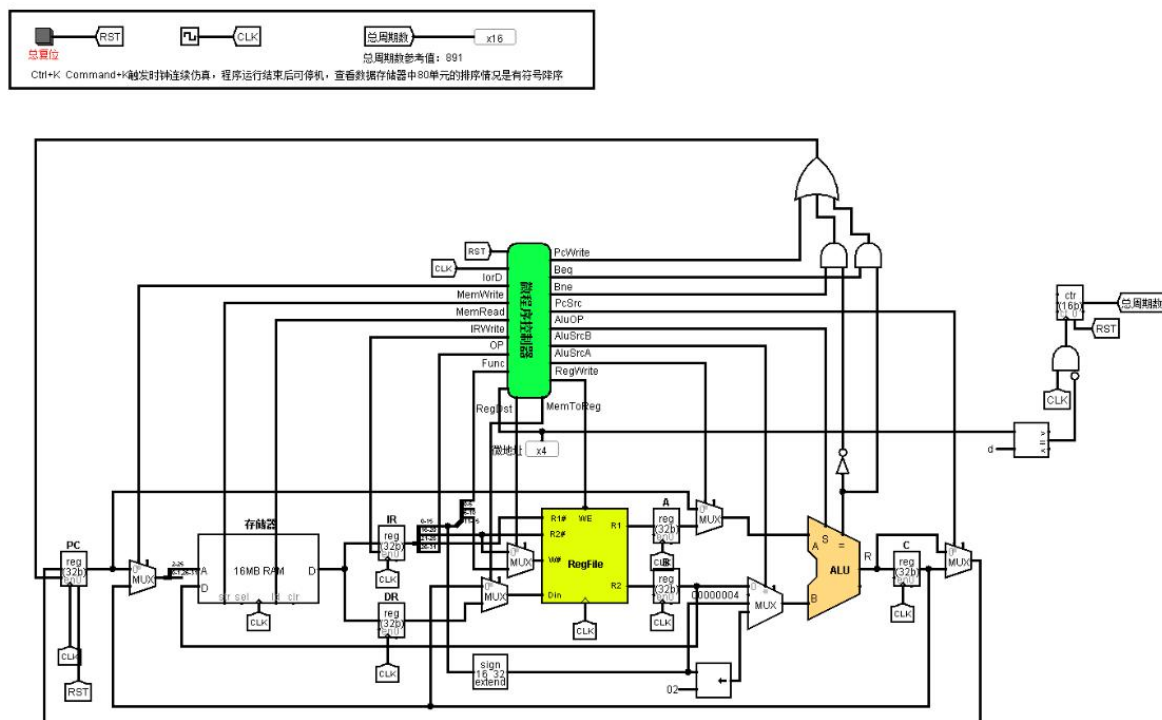 RST
CLK
总周期数
x16
总复位
总周期数参考值：891
Ctrl+K Command+K触发时钟连续仿真，程序运行结束后可停机，查看数据存储器中80单元的排序情况是有符号降序
RST
PcWrite
CLK
Beq
IorD
Bne
MemWrite
PcSrc
MemRead
AluOP
IRWrite
AluSrcB
OP
AluSrcA
Func
RegWrite
微程序控制器
RegDst
MemToReg
微地址
x4
ctr
(16b)
总周期数
RST
CLK
d
存储器
PC
reg
(32b)
MUX
A
D
16MB RAM
D
str sel ld clr
CLK
IR
reg
(32b)
CLK
DR
reg
(32b)
CLK
MUX
MUX
R1# WE
R2#
W#
Din
R1
R2
RegFile
CLK
A
reg
(32b)
B
reg
(32b)
CLK
00000004
MUX
MUX
S =
A
B
ALU
R
C
reg
(32b)
CLK
MUX
CLK
RST
sign
16 32
extend
02